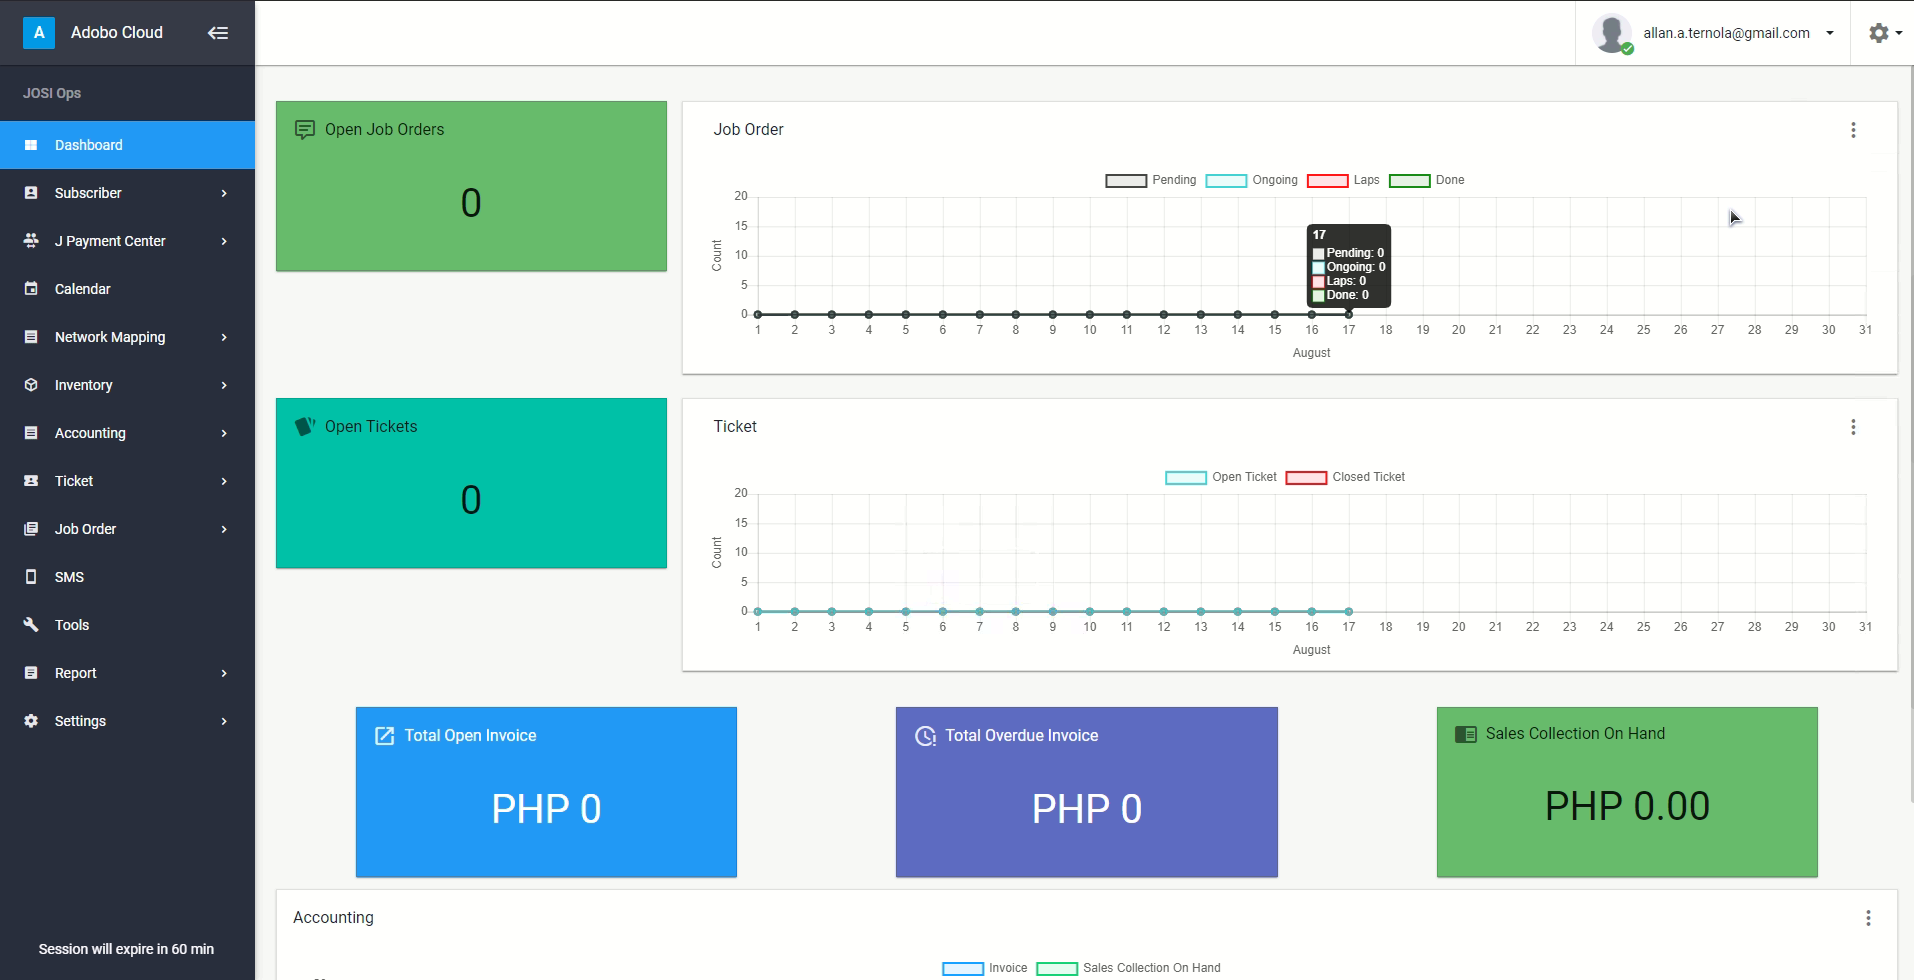 A Adobo Cloud
allan.a.ternola@gmail.com
JOSI Ops
Dashboard
Subscriber
J Payment Center
Calendar
Network Mapping
Inventory
Accounting
Ticket
Job Order
SMS
Tools
Report
Settings
Session will expire in 60 min
Open Job Orders
0
Job Order
Pending Ongoing Laps Done
20
15
10
5
0
Count
17
Pending: 0
Ongoing: 0
Laps: 0
Done: 0
1 2 3 4 5 6 7 8 9 10 11 12 13 14 15 16 17 18 19 20 21 22 23 24 25 26 27 28 29 30 31
August
Open Tickets
0
Ticket
Open Ticket Closed Ticket
20
15
10
5
0
Count
1 2 3 4 5 6 7 8 9 10 11 12 13 14 15 16 17 18 19 20 21 22 23 24 25 26 27 28 29 30 31
August
Total Open Invoice
PHP 0
Total Overdue Invoice
PHP 0
Sales Collection On Hand
PHP 0.00
Accounting
Invoice Sales Collection On Hand